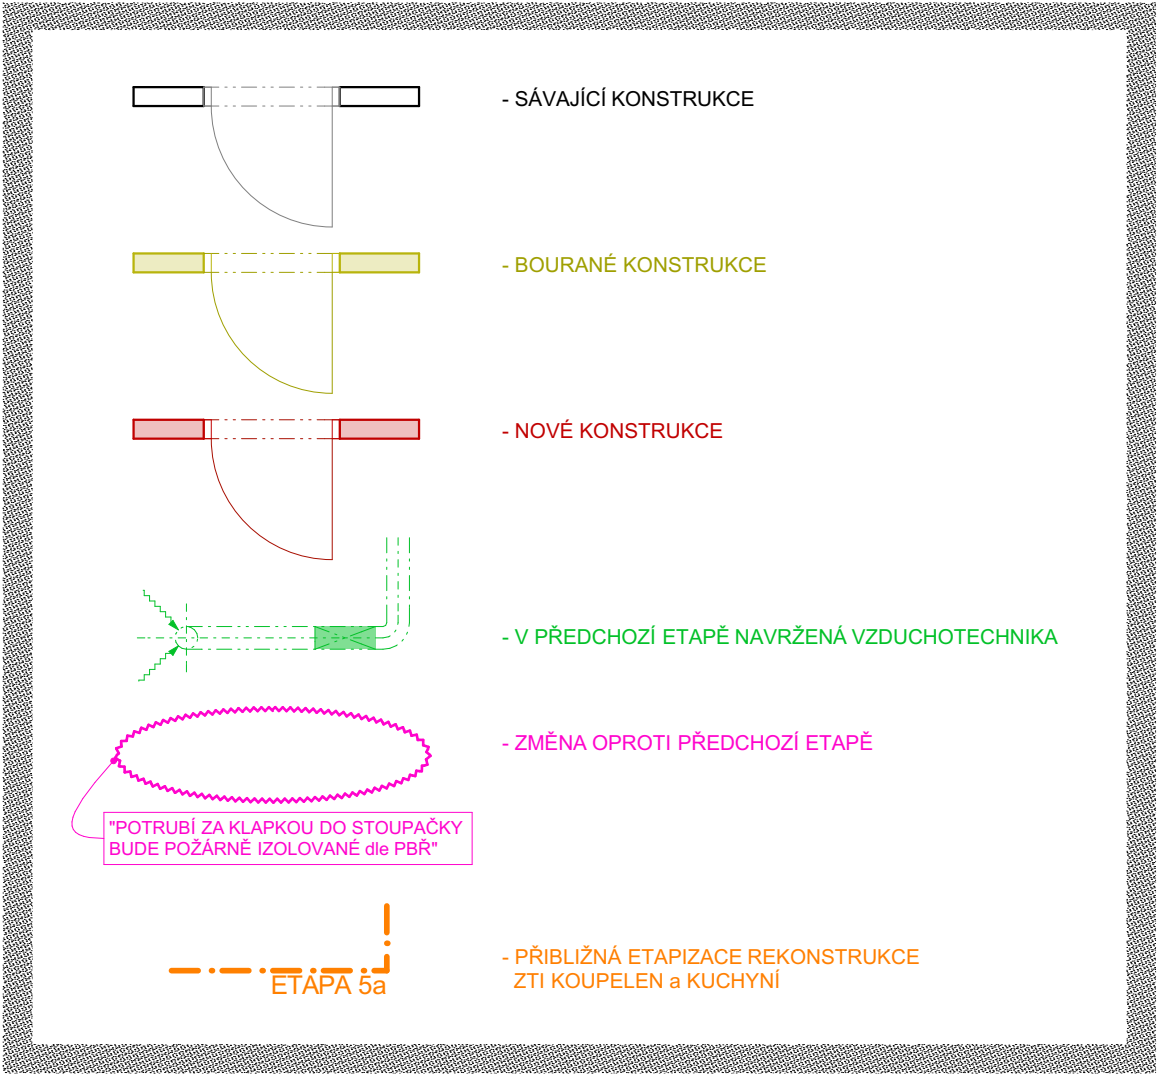 - SÁVAJÍCÍ KONSTRUKCE
- BOURANÉ KONSTRUKCE
- NOVÉ KONSTRUKCE
- V PŘEDCHOZÍ ETAPĚ NAVRŽENÁ VZDUCHOTECHNIKA
- ZMĚNA OPROTI PŘEDCHOZÍ ETAPĚ
"POTRUBÍ ZA KLAPKOU DO STOUPAČKY
BUDE POŽÁRNĚ IZOLOVANÉ dle PBŘ"
- PŘIBLIŽNÁ ETAPIZACE REKONSTRUKCE
ZTI KOUPELEN a KUCHYNÍ
ETAPA 5a